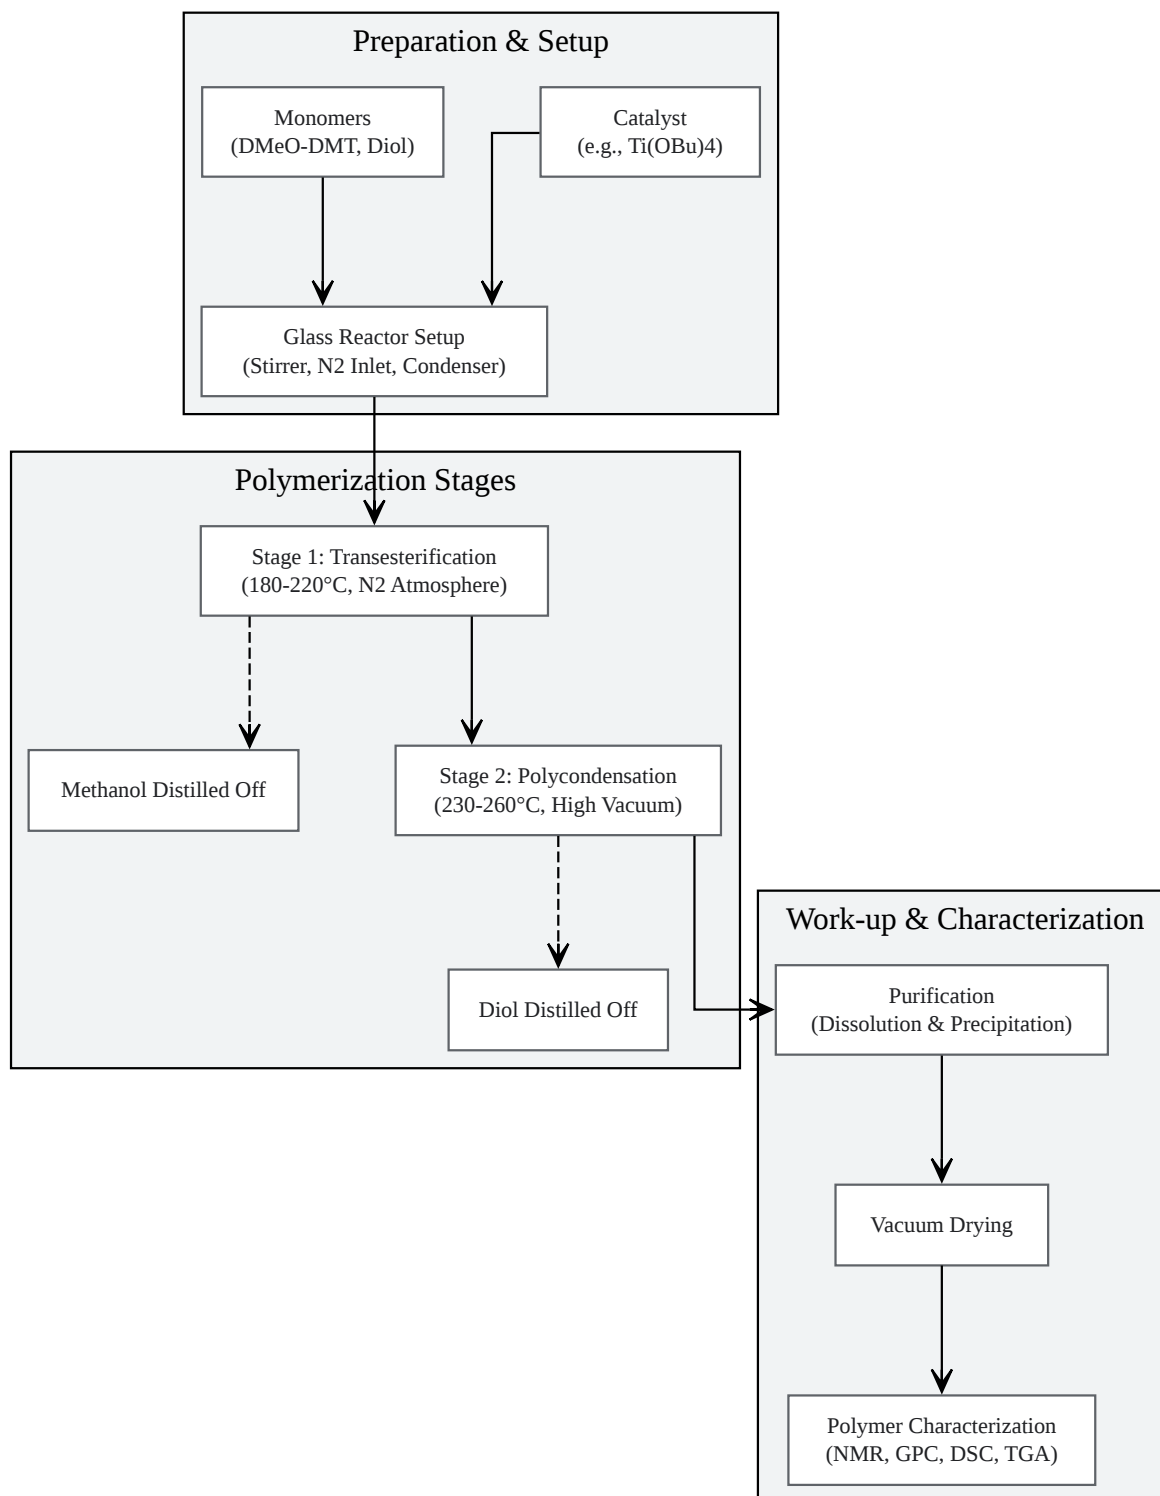 Preparation & Setup
Monomers
(DMeO-DMT, Diol)
Catalyst
(e.g., Ti(OBu)4)
Glass Reactor Setup
(Stirrer, N2 Inlet, Condenser)
Polymerization Stages
Stage 1: Transesterification
(180-220°C, N2 Atmosphere)
Methanol Distilled Off
Stage 2: Polycondensation
(230-260°C, High Vacuum)
Diol Distilled Off
Work-up & Characterization
Purification
(Dissolution & Precipitation)
Vacuum Drying
Polymer Characterization
(NMR, GPC, DSC, TGA)